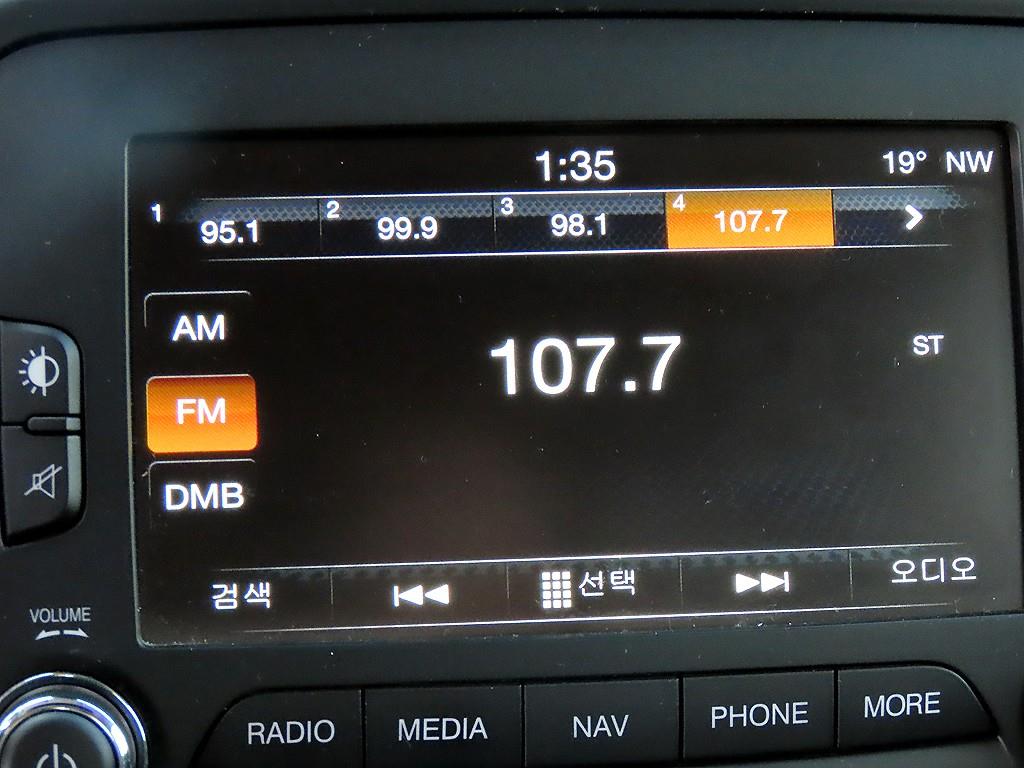 1:35
19° NW
1 95.1 2 99.9 3 98.1 4 107.7
AM
107.7
ST
FM
DMB
검색 선택 오디오
VOLUME
RADIO MEDIA NAV PHONE MORE